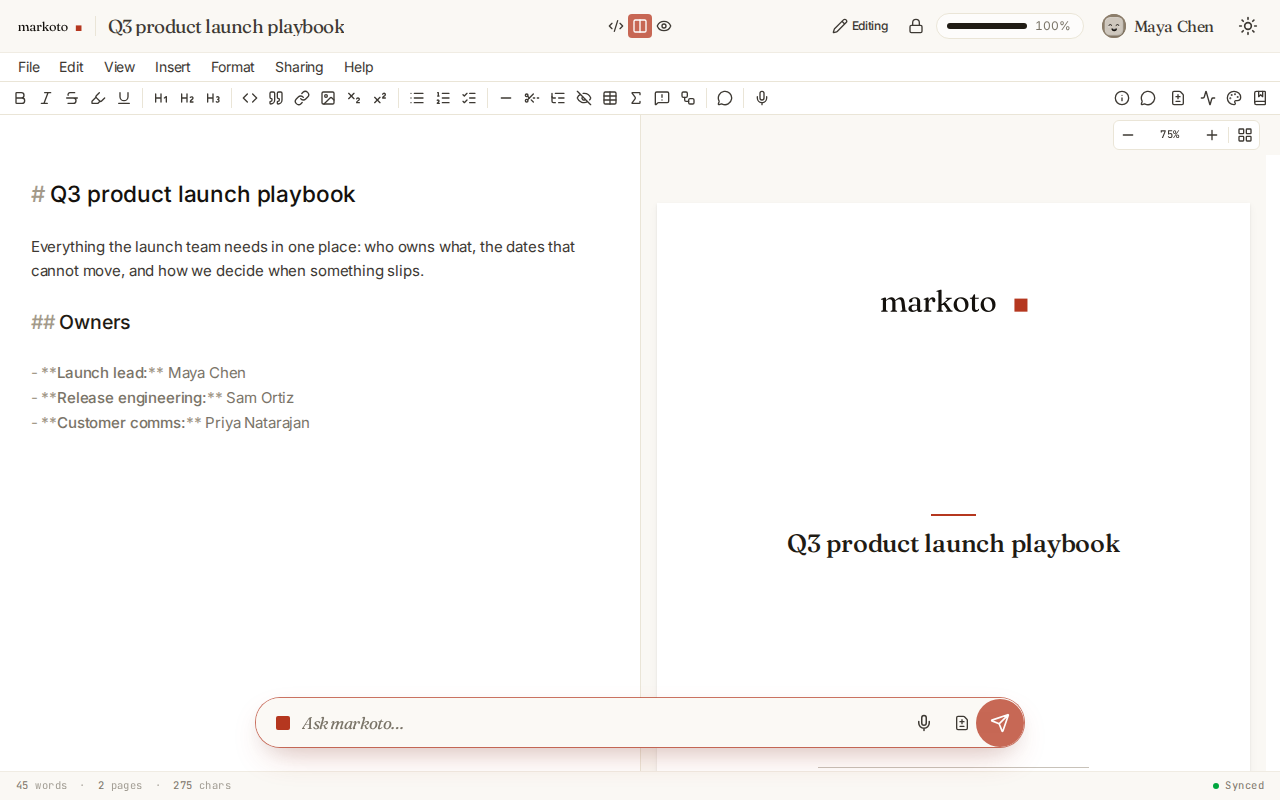 markoto
Q3 product launch playbook
Editing
100%
Maya Chen
File Edit View Insert Format Sharing Help
H1 H2 H3
75%
# Q3 product launch playbook
Everything the launch team needs in one place: who owns what, the dates that
cannot move, and how we decide when something slips.
## Owners
- **Launch lead:** Maya Chen
- **Release engineering:** Sam Ortiz
- **Customer comms:** Priya Natarajan
markoto
Q3 product launch playbook
Ask markoto...
45 words · 2 pages · 275 chars
Synced